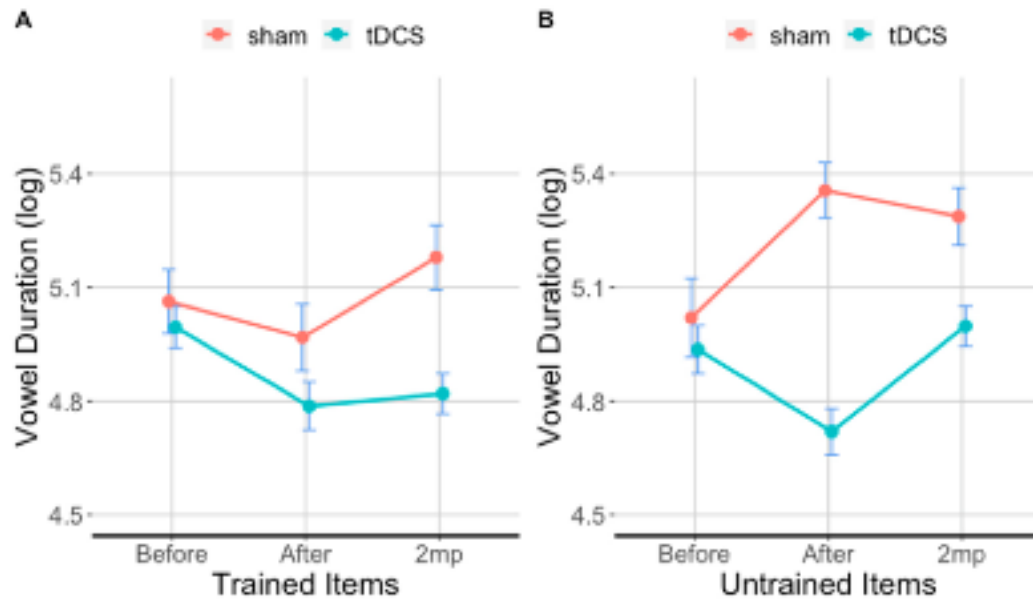 A
sham tDCS
Vowel Duration (log)
5.4
5.1
4.8
4.5
Before After 2mp
Trained Items
B
sham tDCS
Vowel Duration (log)
5.4
5.1
4.8
4.5
Before After 2mp
Untrained Items